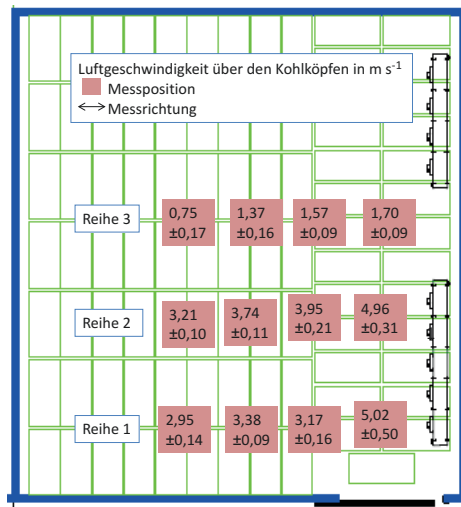 Luftgeschwindigkeit über den Kohlköpfen in m s⁻¹
Messposition
Messrichtung
Reihe 3
0,75 ±0,17
1,37 ±0,16
1,57 ±0,09
1,70 ±0,09
Reihe 2
3,21 ±0,10
3,74 ±0,11
3,95 ±0,21
4,96 ±0,31
Reihe 1
2,95 ±0,14
3,38 ±0,09
3,17 ±0,16
5,02 ±0,50